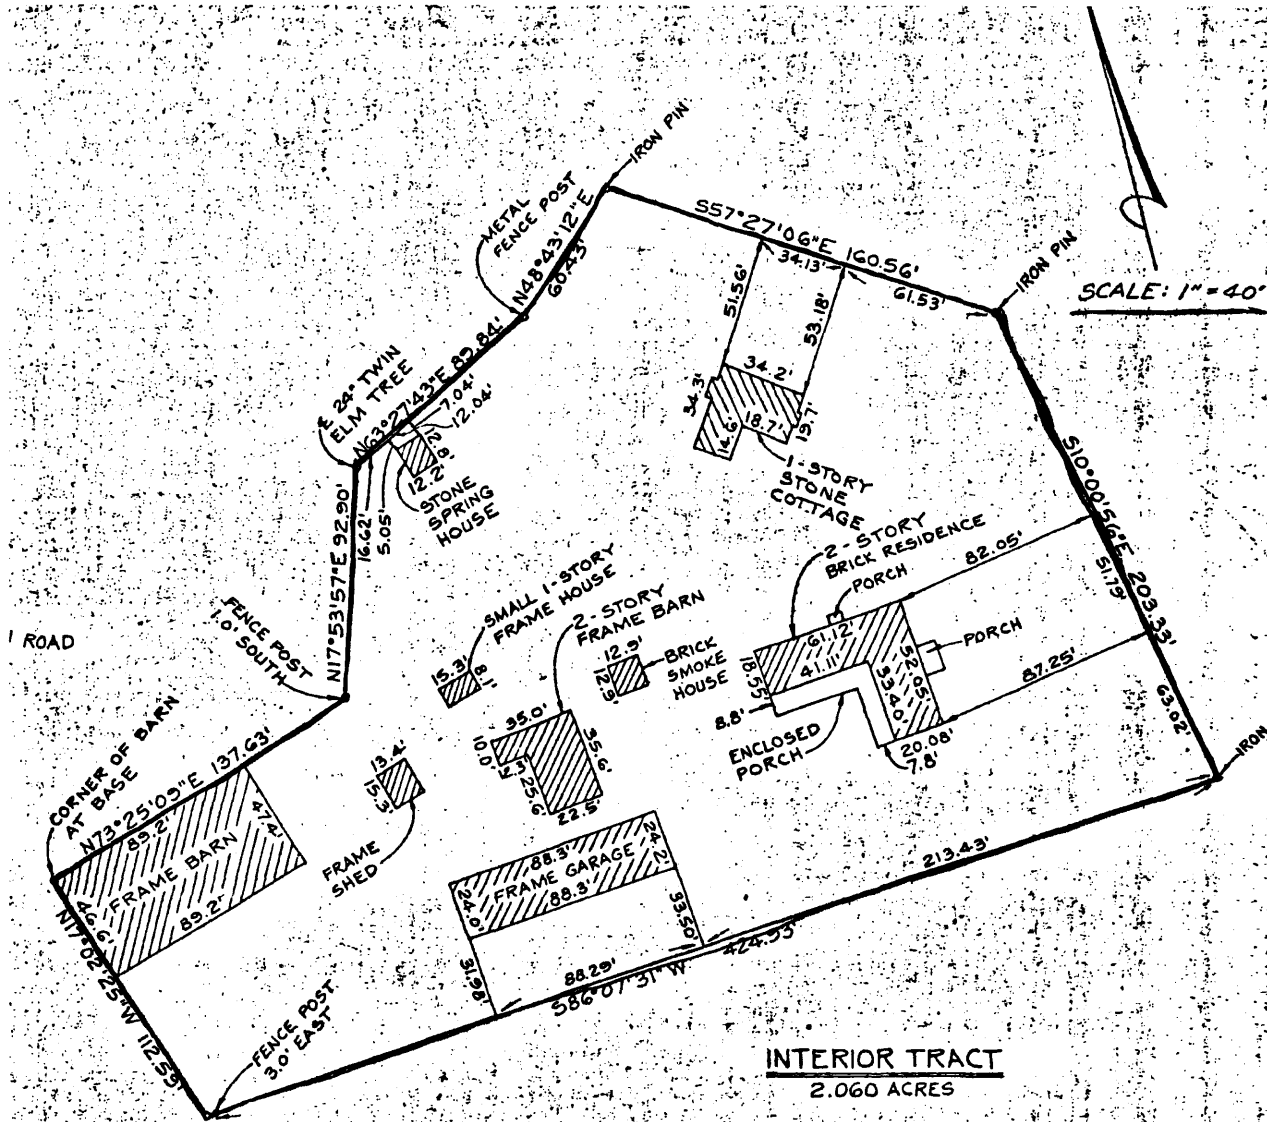 IRON PIN
METAL
FENCE POST
N48°43'12"E
60.43'
S57°27'06"E 160.56'
34.13'
61.53'
51.56'
53.18'
IRON PIN
SCALE: 1"=40'
34.2'
34.3'
14.6'
18.7'
19.7'
1-STORY
STONE
COTTAGE
24" TWIN
ELM TREE
N63°27'43"E 89.84'
7.04'
12.04'
12.8'
12.2'
STONE
SPRING
HOUSE
16.62'
5.05'
N17°53'57"E 92.90'
S10°00'56"E 203.33'
82.05'
51.79'
87.25'
63.02'
IRON
2-STORY
BRICK RESIDENCE
PORCH
PORCH
61.12'
41.11'
18.55'
52.05'
33.40'
8.8'
20.08'
7.8'
ENCLOSED
PORCH
SMALL 1-STORY
FRAME HOUSE
15.3'
8.1'
2-STORY
FRAME BARN
12.9'
12.9'
BRICK
SMOKE
HOUSE
35.0'
10.0'
12.3'
25.6'
35.6'
22.5'
ROAD
FENCE POST
1.0' SOUTH
CORNER OF BARN
AT BASE
N73°25'09"E 137.63'
89.2'
47.4'
FRAME BARN
89.2'
46.6'
N17°02'25"W 112.59'
13.4'
15.3'
FRAME
SHED
88.3'
FRAME GARAGE
88.3'
24.0'
24.2'
31.98'
33.50'
88.29'
213.43'
S86°07'31"W 424.93'
FENCE POST
3.0' EAST
INTERIOR TRACT
2.060 ACRES